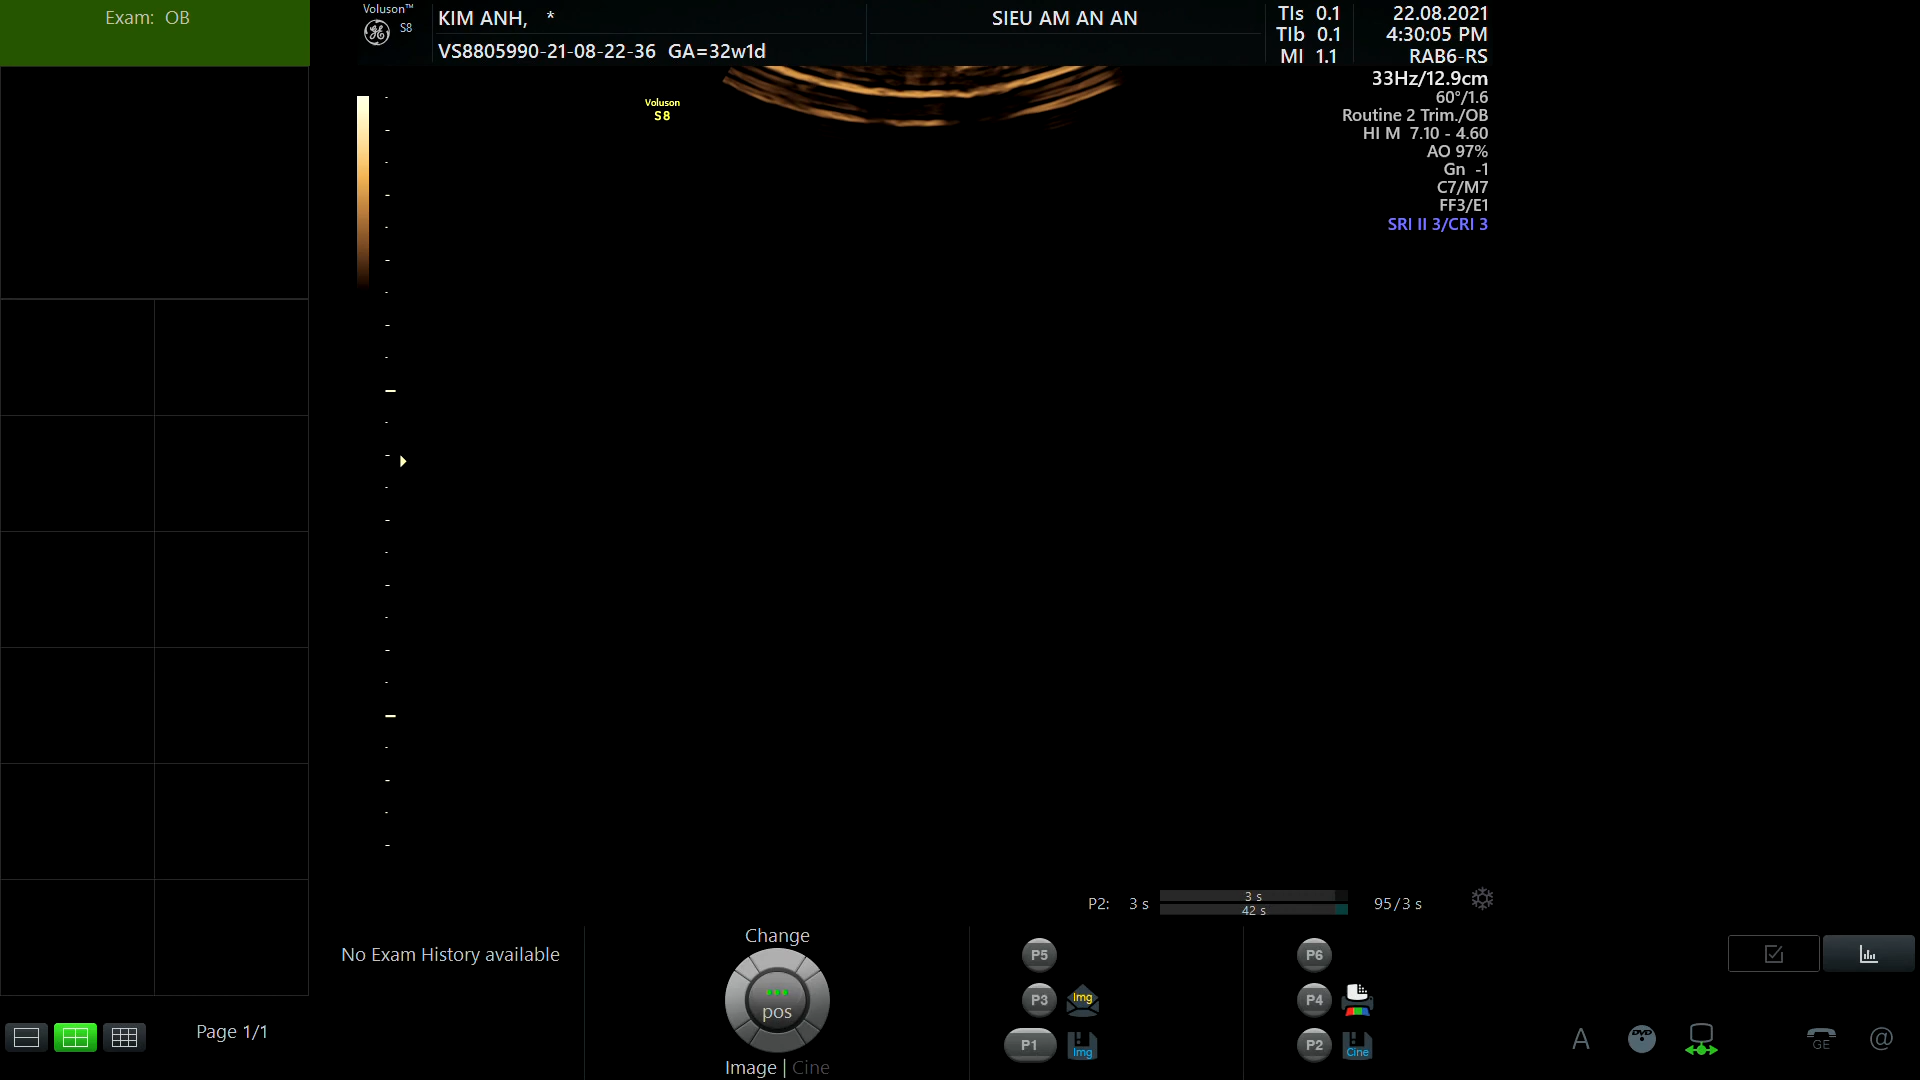 Exam: OB
Voluson™
S8
KIM ANH, *
SIEU AM AN AN
VS8805990-21-08-22-36 GA=32w1d
TIs 0.1
TIb 0.1
MI 1.1
22.08.2021
4:30:05 PM
RAB6-RS
33Hz/12.9cm
60°/1.6
Routine 2 Trim./OB
HI M 7.10 - 4.60
AO 97%
Gn -1
C7/M7
FF3/E1
SRI II 3/CRI 3
Voluson
S8
P2: 3 s
3 s
42 s
95/3 s
No Exam History available
Change
pos
Image | Cine
P5
P3
Img
P1
Img
P6
P4
P2
Cine
Page 1/1
A
DVD
GE
@